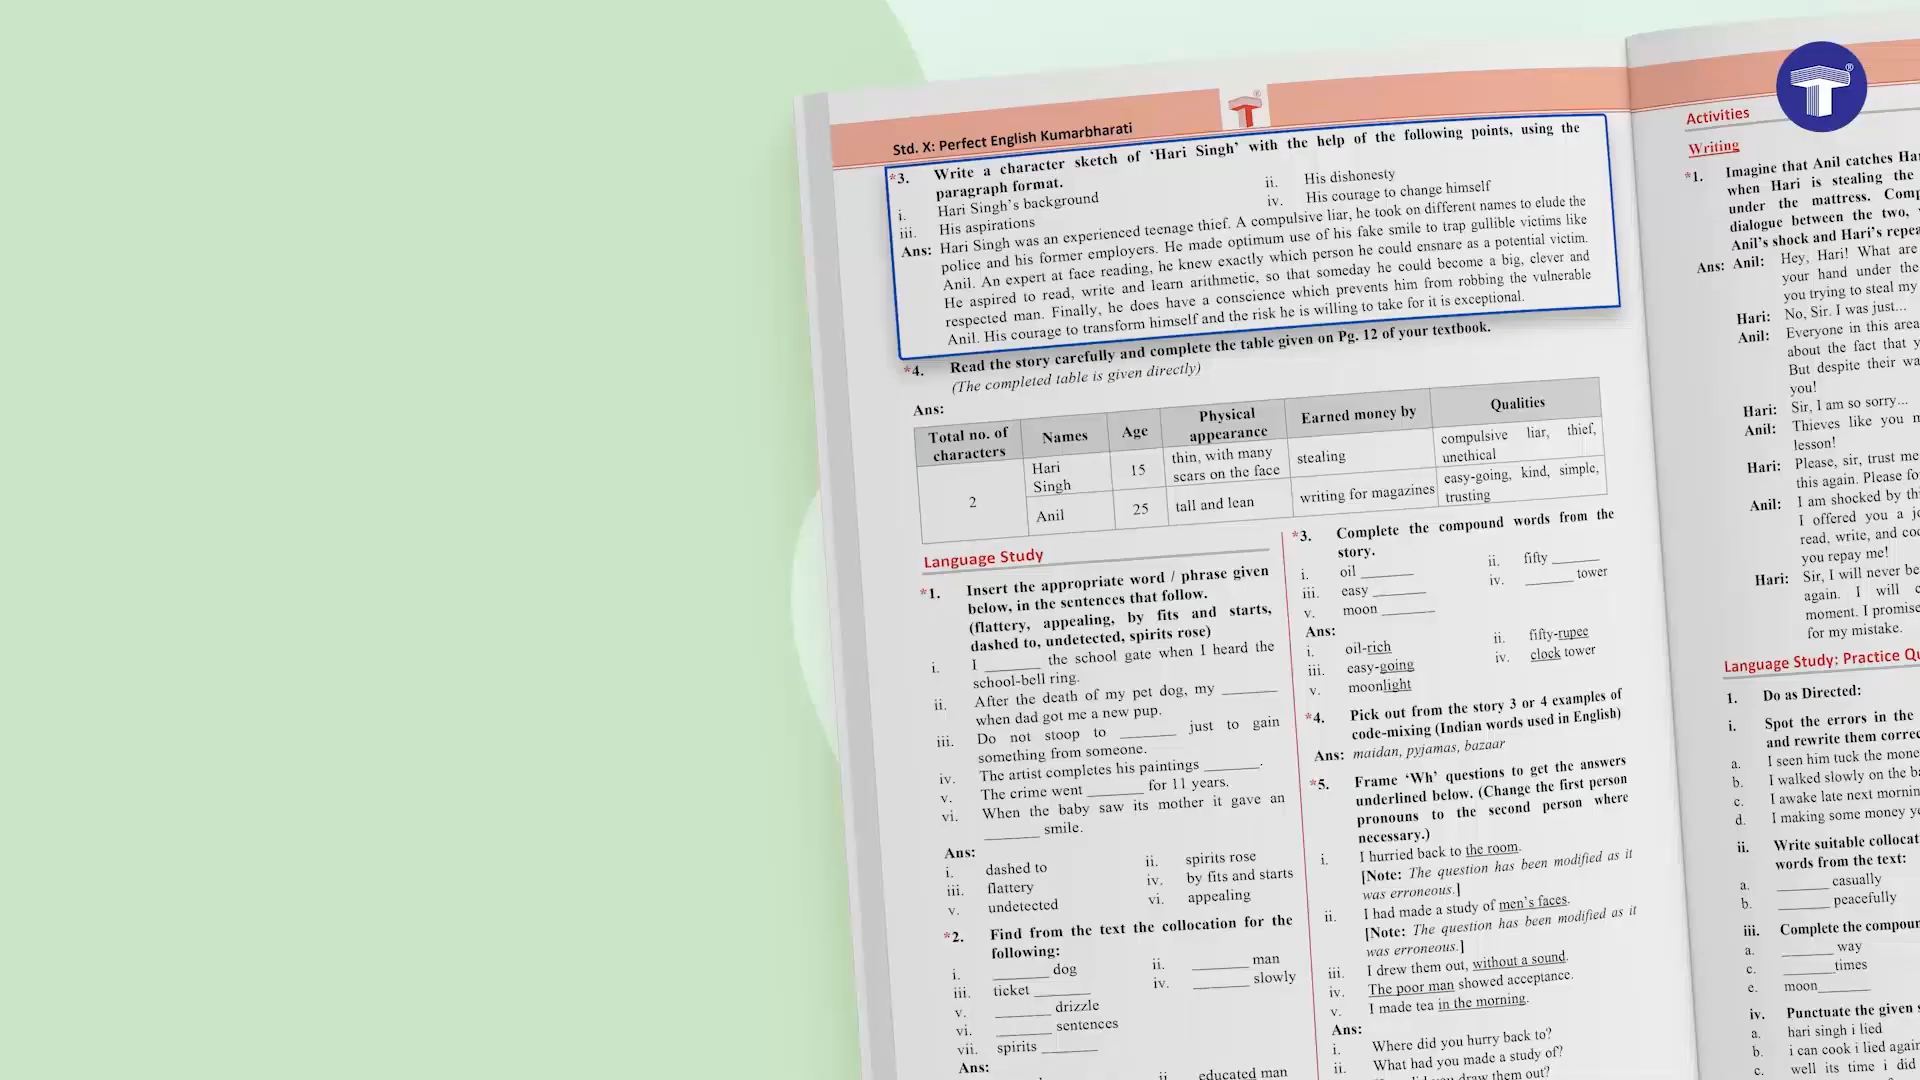 Std. X: Perfect English Kumarbharati
*3. Write a character sketch of ‘Hari Singh’ with the help of the following points, using the
paragraph format.
i. Hari Singh’s background ii. His dishonesty
iii. His aspirations iv. His courage to change himself
Ans: Hari Singh was an experienced teenage thief. A compulsive liar, he took on different names to elude the
police and his former employers. He made optimum use of his fake smile to trap gullible victims like
Anil. An expert at face reading, he knew exactly which person he could ensnare as a potential victim.
He aspired to read, write and learn arithmetic, so that someday he could become a big, clever and
respected man. Finally, he does have a conscience which prevents him from robbing the vulnerable
Anil. His courage to transform himself and the risk he is willing to take for it is exceptional.
*4. Read the story carefully and complete the table given on Pg. 12 of your textbook.
(The completed table is given directly)
Ans:
Total no. of characters Names Age Physical appearance Earned money by Qualities
2 Hari Singh 15 thin, with many scars on the face stealing compulsive liar, thief, unethical
Anil 25 tall and lean writing for magazines easy-going, kind, simple, trusting
Language Study
*1. Insert the appropriate word / phrase given
below, in the sentences that follow.
(flattery, appealing, by fits and starts,
dashed to, undetected, spirits rose)
i. I _______ the school gate when I heard the
school-bell ring.
ii. After the death of my pet dog, my _______
when dad got me a new pup.
iii. Do not stoop to _______ just to gain
something from someone.
iv. The artist completes his paintings _______.
v. The crime went _______ for 11 years.
vi. When the baby saw its mother it gave an
_______ smile.
Ans:
i. dashed to ii. spirits rose
iii. flattery iv. by fits and starts
v. undetected vi. appealing
*2. Find from the text the collocation for the
following:
i. _______ dog ii. _______ man
iii. ticket _______ iv. _______ slowly
v. _______ drizzle
vi. _______ sentences
vii. spirits _______
Ans:
ii. educated man
*3. Complete the compound words from the
story.
i. oil _______ ii. fifty _______
iii. easy _______ iv. _______ tower
v. moon _______
Ans:
i. oil-rich ii. fifty-rupee
iii. easy-going iv. clock tower
v. moonlight
*4. Pick out from the story 3 or 4 examples of
code-mixing (Indian words used in English)
Ans: maidan, pyjamas, bazaar
*5. Frame ‘Wh’ questions to get the answers
underlined below. (Change the first person
pronouns to the second person where
necessary.)
i. I hurried back to the room.
[Note: The question has been modified as it
was erroneous.]
ii. I had made a study of men’s faces.
[Note: The question has been modified as it
was erroneous.]
iii. I drew them out, without a sound.
iv. The poor man showed acceptance.
v. I made tea in the morning.
Ans:
i. Where did you hurry back to?
ii. What had you made a study of?
did you draw them out?
Activities
Writing
*1. Imagine that Anil catches
when Hari is stealing the
under the mattress.
dialogue between the two,
Anil’s shock and Hari’s
Ans: Anil: Hey, Hari! What are
your hand under the
you trying to steal my
Hari: No, Sir. I was just...
Anil: Everyone in this area
about the fact that
But despite their
you!
Hari: Sir, I am so sorry...
Anil: Thieves like you
lesson!
Hari: Please, sir, trust me
this again. Please
Anil: I am shocked by
I offered you a
read, write, and
you repay me!
Hari: Sir, I will never
again. I will
moment. I promise
for my mistake.
Language Study: Practice
1. Do as Directed:
i. Spot the errors in the
and rewrite them
a. I seen him tuck the
b. I walked slowly on the
c. I awake late next
d. I making some money
ii. Write suitable
words from the text:
a. _______ casually
b. _______ peacefully
iii. Complete the
a. _______ way
c. _______times
e. moon_______
iv. Punctuate the given
a. hari singh i lied
b. i can cook i lied again
c. well its time i did